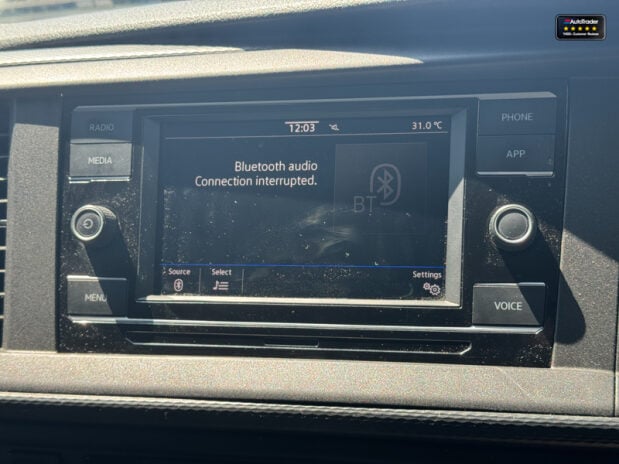 AutoTrader
RADIO
MEDIA
MENU
12:03
31.0 °C
Bluetooth audio
Connection interrupted.
BT
Source
Select
Settings
PHONE
APP
VOICE